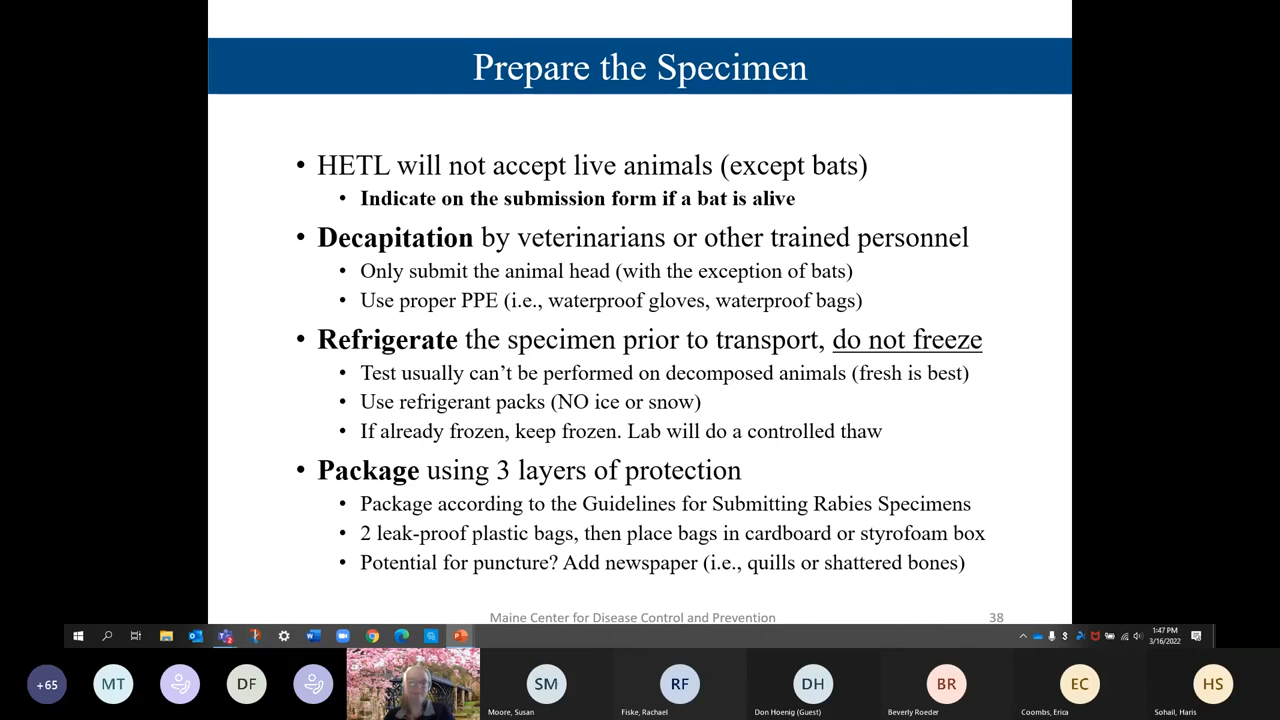 Prepare the Specimen
• HETL will not accept live animals (except bats)
• Indicate on the submission form if a bat is alive
• Decapitation by veterinarians or other trained personnel
• Only submit the animal head (with the exception of bats)
• Use proper PPE (i.e., waterproof gloves, waterproof bags)
• Refrigerate the specimen prior to transport, do not freeze
• Test usually can’t be performed on decomposed animals (fresh is best)
• Use refrigerant packs (NO ice or snow)
• If already frozen, keep frozen. Lab will do a controlled thaw
• Package using 3 layers of protection
• Package according to the Guidelines for Submitting Rabies Specimens
• 2 leak-proof plastic bags, then place bags in cardboard or styrofoam box
• Potential for puncture? Add newspaper (i.e., quills or shattered bones)
Maine Center for Disease Control and Prevention 38
1:47 PM
3/16/2022
+65 MT DF SM RF DH BR EC HS
Moore, Susan Fiske, Rachael Don Hoenig (Guest) Beverly Roeder Coombs, Erica Sohail, Haris